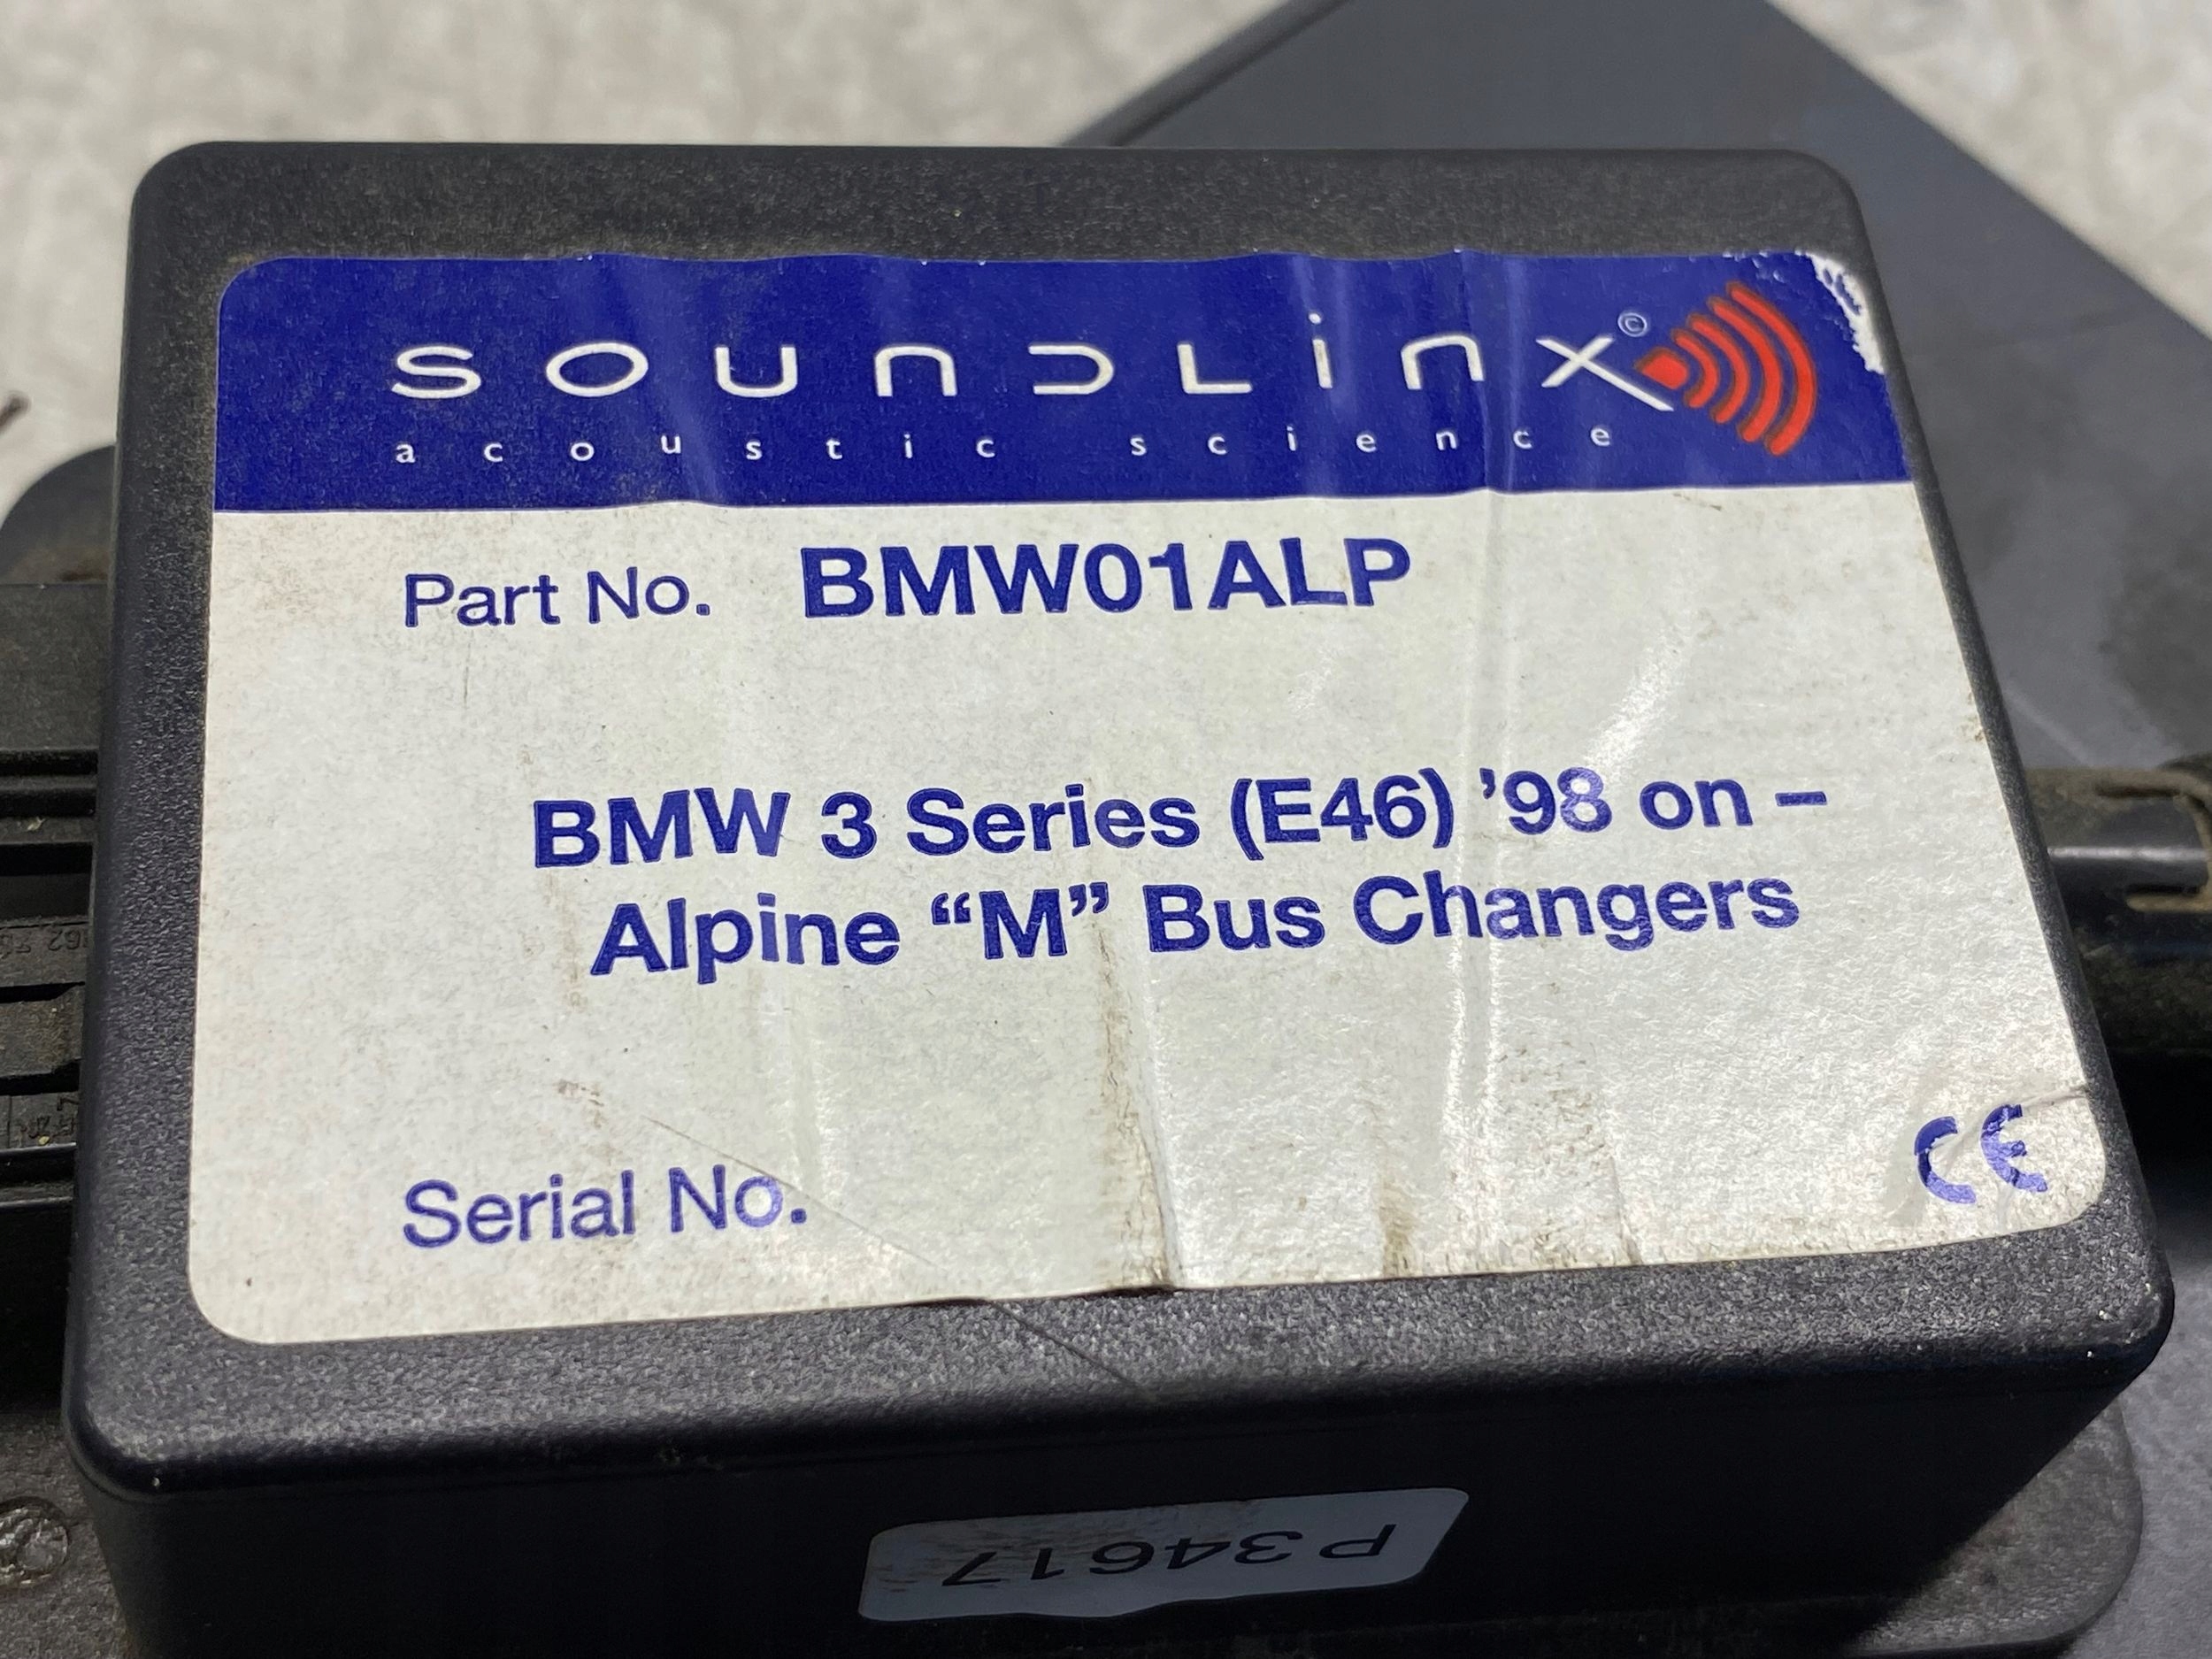 SOUNDLINX©
acoustic science
Part No. BMW01ALP
BMW 3 Series (E46) ’98 on –
Alpine “M” Bus Changers
Serial No.
CE
P34617